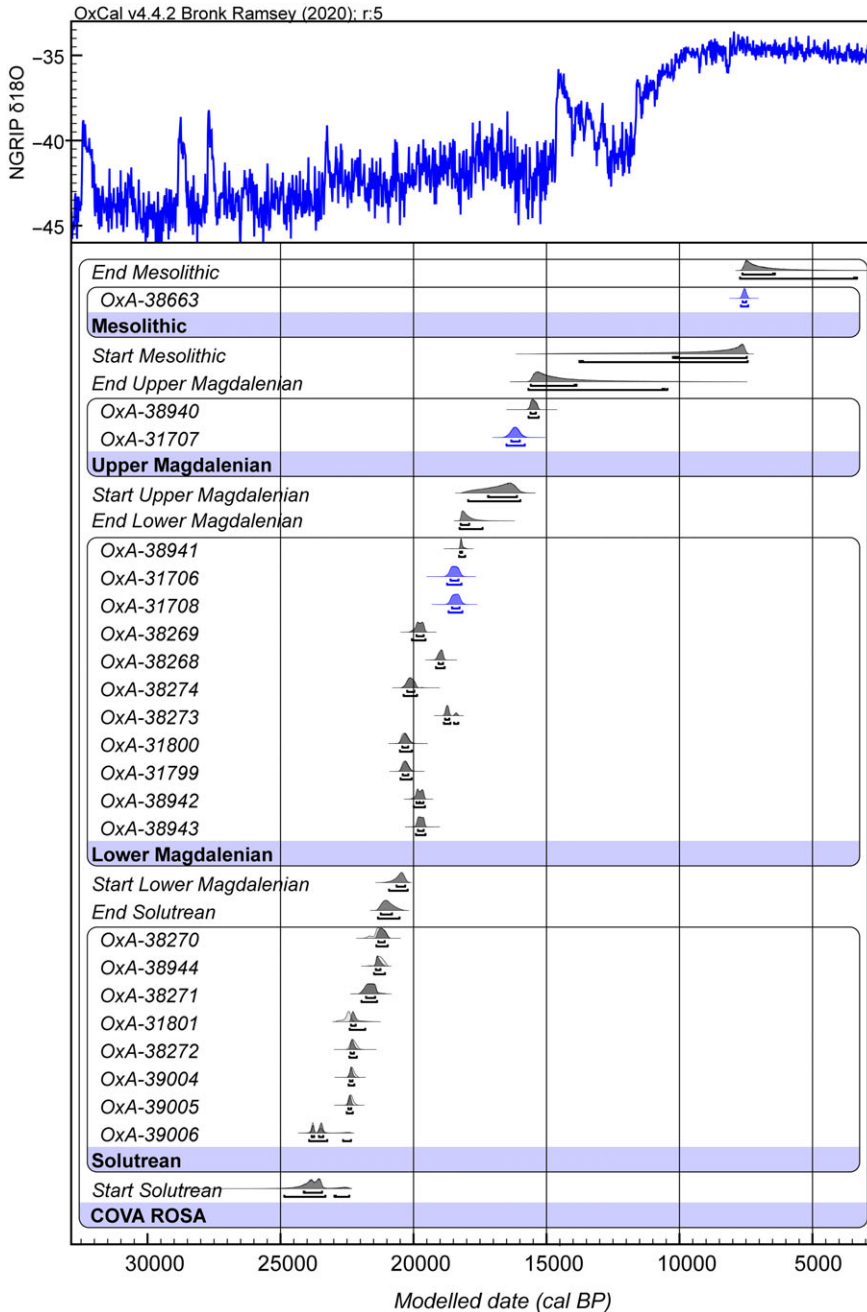 OxCal v4.4.2 Bronk Ramsey (2020); r:5
NGRIP δ18O
−35
−40
−45
End Mesolithic
OxA-38663
Mesolithic
Start Mesolithic
End Upper Magdalenian
OxA-38940
OxA-31707
Upper Magdalenian
Start Upper Magdalenian
End Lower Magdalenian
OxA-38941
OxA-31706
OxA-31708
OxA-38269
OxA-38268
OxA-38274
OxA-38273
OxA-31800
OxA-31799
OxA-38942
OxA-38943
Lower Magdalenian
Start Lower Magdalenian
End Solutrean
OxA-38270
OxA-38944
OxA-38271
OxA-31801
OxA-38272
OxA-39004
OxA-39005
OxA-39006
Solutrean
Start Solutrean
COVA ROSA
30000 25000 20000 15000 10000 5000
Modelled date (cal BP)